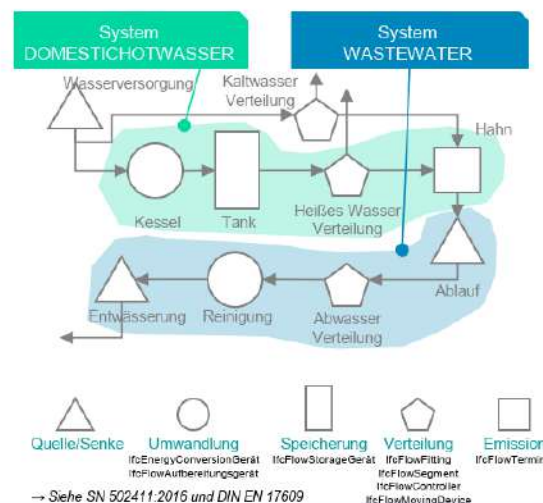 System
DOMESTICHOTWASSER
System
WASTEWATER
Wasserversorgung
Kaltwasser
Verteilung
Hahn
Kessel
Tank
Heißes Wasser
Verteilung
Ablauf
Entwässerung
Reinigung
Abwasser
Verteilung
Quelle/Senke
Umwandlung
IfcEnergyConversionGerät
IfcFlowAufbereitungsgerät
Speicherung
IfcFlowStorageGerät
Verteilung
IfcFlowFitting
IfcFlowSegment
IfcFlowController
IfcFlowMovingDevice
Emission
IfcFlowTermin
→ Siehe SN 502411:2016 und DIN EN 17609